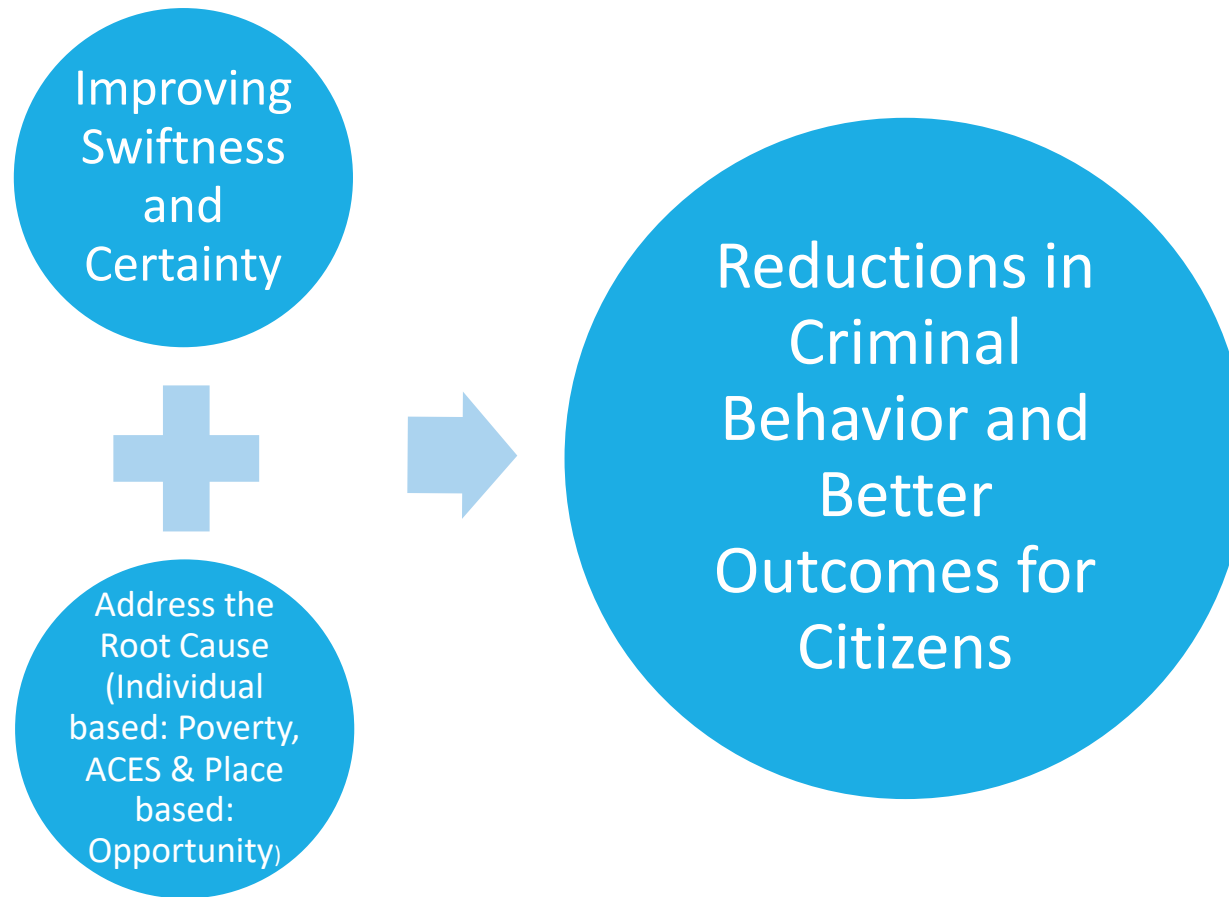 Improving
Swiftness
and
Certainty
Address the
Root Cause
(Individual
based: Poverty,
ACES & Place
based:
Opportunity)
Reductions in
Criminal
Behavior and
Better
Outcomes for
Citizens